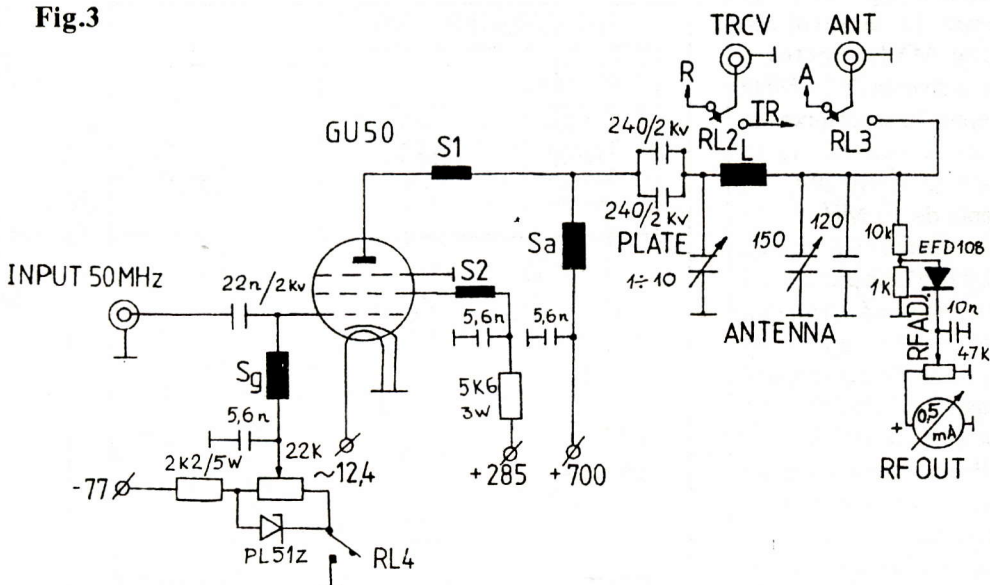 Fig.3
TRCV
ANT
R
A
TR
RL2
RL3
GU50
S1
240/2Kv
L
240/2Kv
Sa
S2
PLATE
1÷10
150
120
10k
1k
EFD108
INPUT 50MHz
22n/2Kv
5,6n
5,6n
ANTENNA
RF ADJ.
10n
47K
Sg
5K6
3W
0,5
mA
+
RF OUT
5,6n
22K
~12,4
+285
+700
2K2/5W
-77
PL51Z
RL4